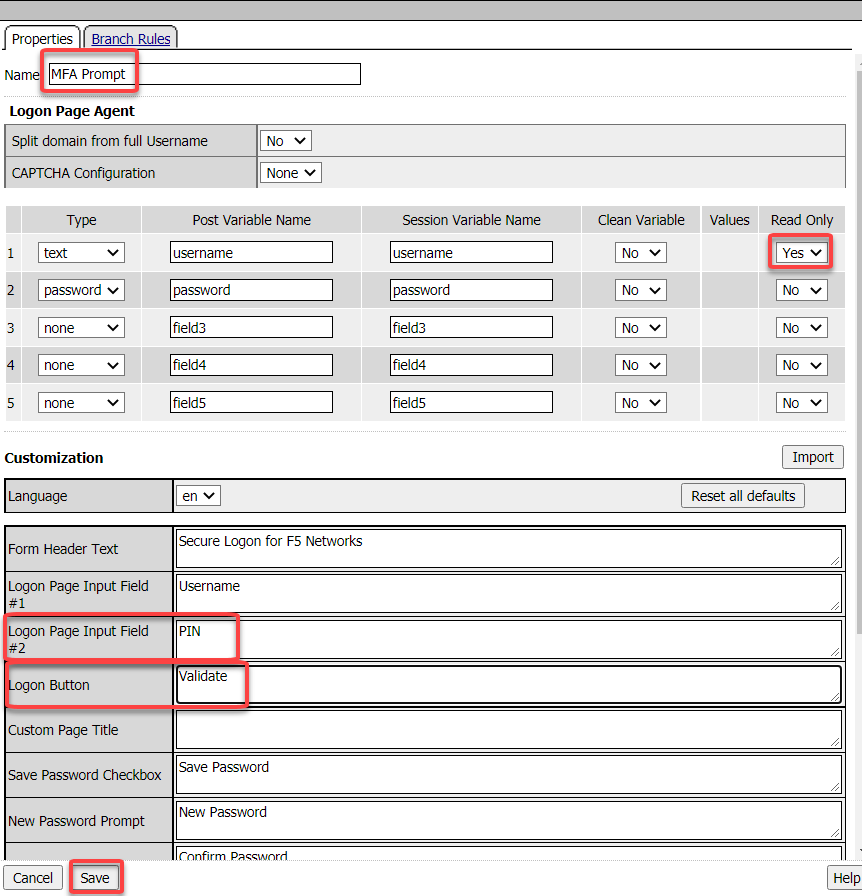 Properties Branch Rules
Name MFA Prompt
Logon Page Agent
Split domain from full Username No
CAPTCHA Configuration None
Type Post Variable Name Session Variable Name Clean Variable Values Read Only
1 text username username No Yes
2 password password password No No
3 none field3 field3 No No
4 none field4 field4 No No
5 none field5 field5 No No
Customization Import
Language en Reset all defaults
Form Header Text Secure Logon for F5 Networks
Logon Page Input Field Username
#1
Logon Page Input Field PIN
#2
Logon Button Validate
Custom Page Title
Save Password Checkbox Save Password
New Password Prompt New Password
Confirm Password
Cancel Save Help